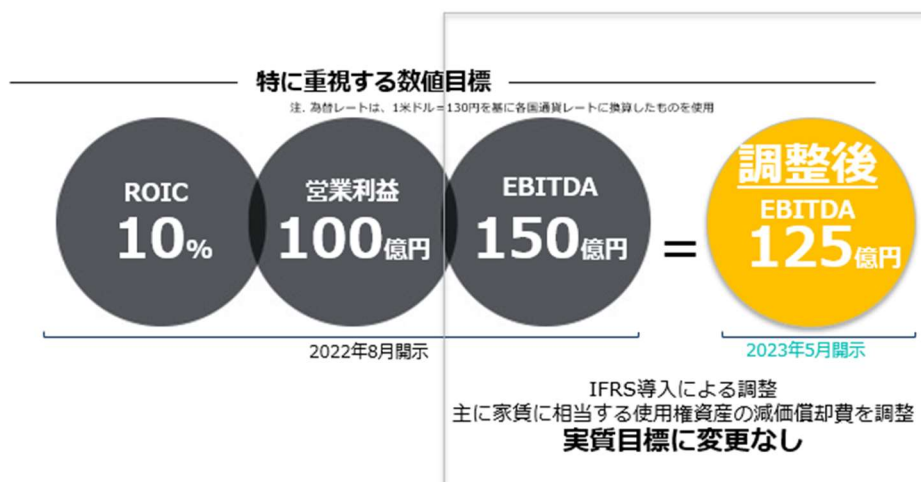 特に重視する数値目標
注. 為替レートは、1米ドル=130円を基に各国通貨レートに換算したものを使用
ROIC
10%
営業利益
100億円
EBITDA
150億円
=
調整後
EBITDA
125億円
2022年8月開示
2023年5月開示
IFRS導入による調整
主に家賃に相当する使用権資産の減価償却費を調整
実質目標に変更なし